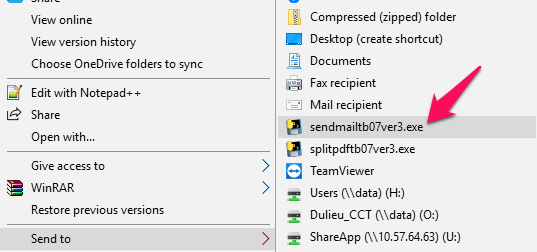 Share
View online
View version history
Choose OneDrive folders to sync
Edit with Notepad++
Share
Open with...
Give access to
WinRAR
Restore previous versions
Send to
Compressed (zipped) folder
Desktop (create shortcut)
Documents
Fax recipient
Mail recipient
sendmailtb07ver3.exe
splitpdftb07ver3.exe
TeamViewer
Users (\\data) (H:)
Dulieu_CCT (\\data) (O:)
ShareApp (\\10.57.64.63) (U:)